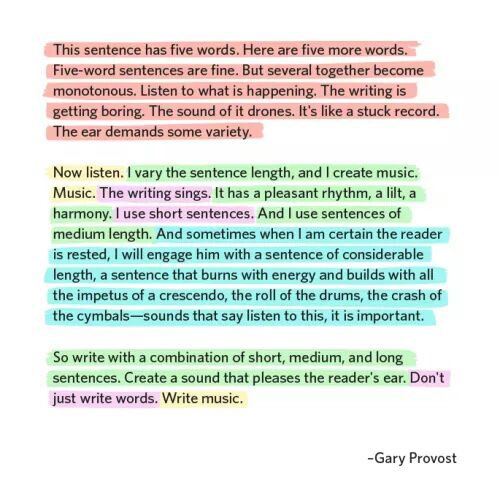 This sentence has five words. Here are five more words.
Five-word sentences are fine. But several together become
monotonous. Listen to what is happening. The writing is
getting boring. The sound of it drones. It's like a stuck record.
The ear demands some variety.
Now listen. I vary the sentence length, and I create music.
Music. The writing sings. It has a pleasant rhythm, a lilt, a
harmony. I use short sentences. And I use sentences of
medium length. And sometimes when I am certain the reader
is rested, I will engage him with a sentence of considerable
length, a sentence that burns with energy and builds with all
the impetus of a crescendo, the roll of the drums, the crash of
the cymbals—sounds that say listen to this, it is important.
So write with a combination of short, medium, and long
sentences. Create a sound that pleases the reader's ear. Don't
just write words. Write music.
–Gary Provost